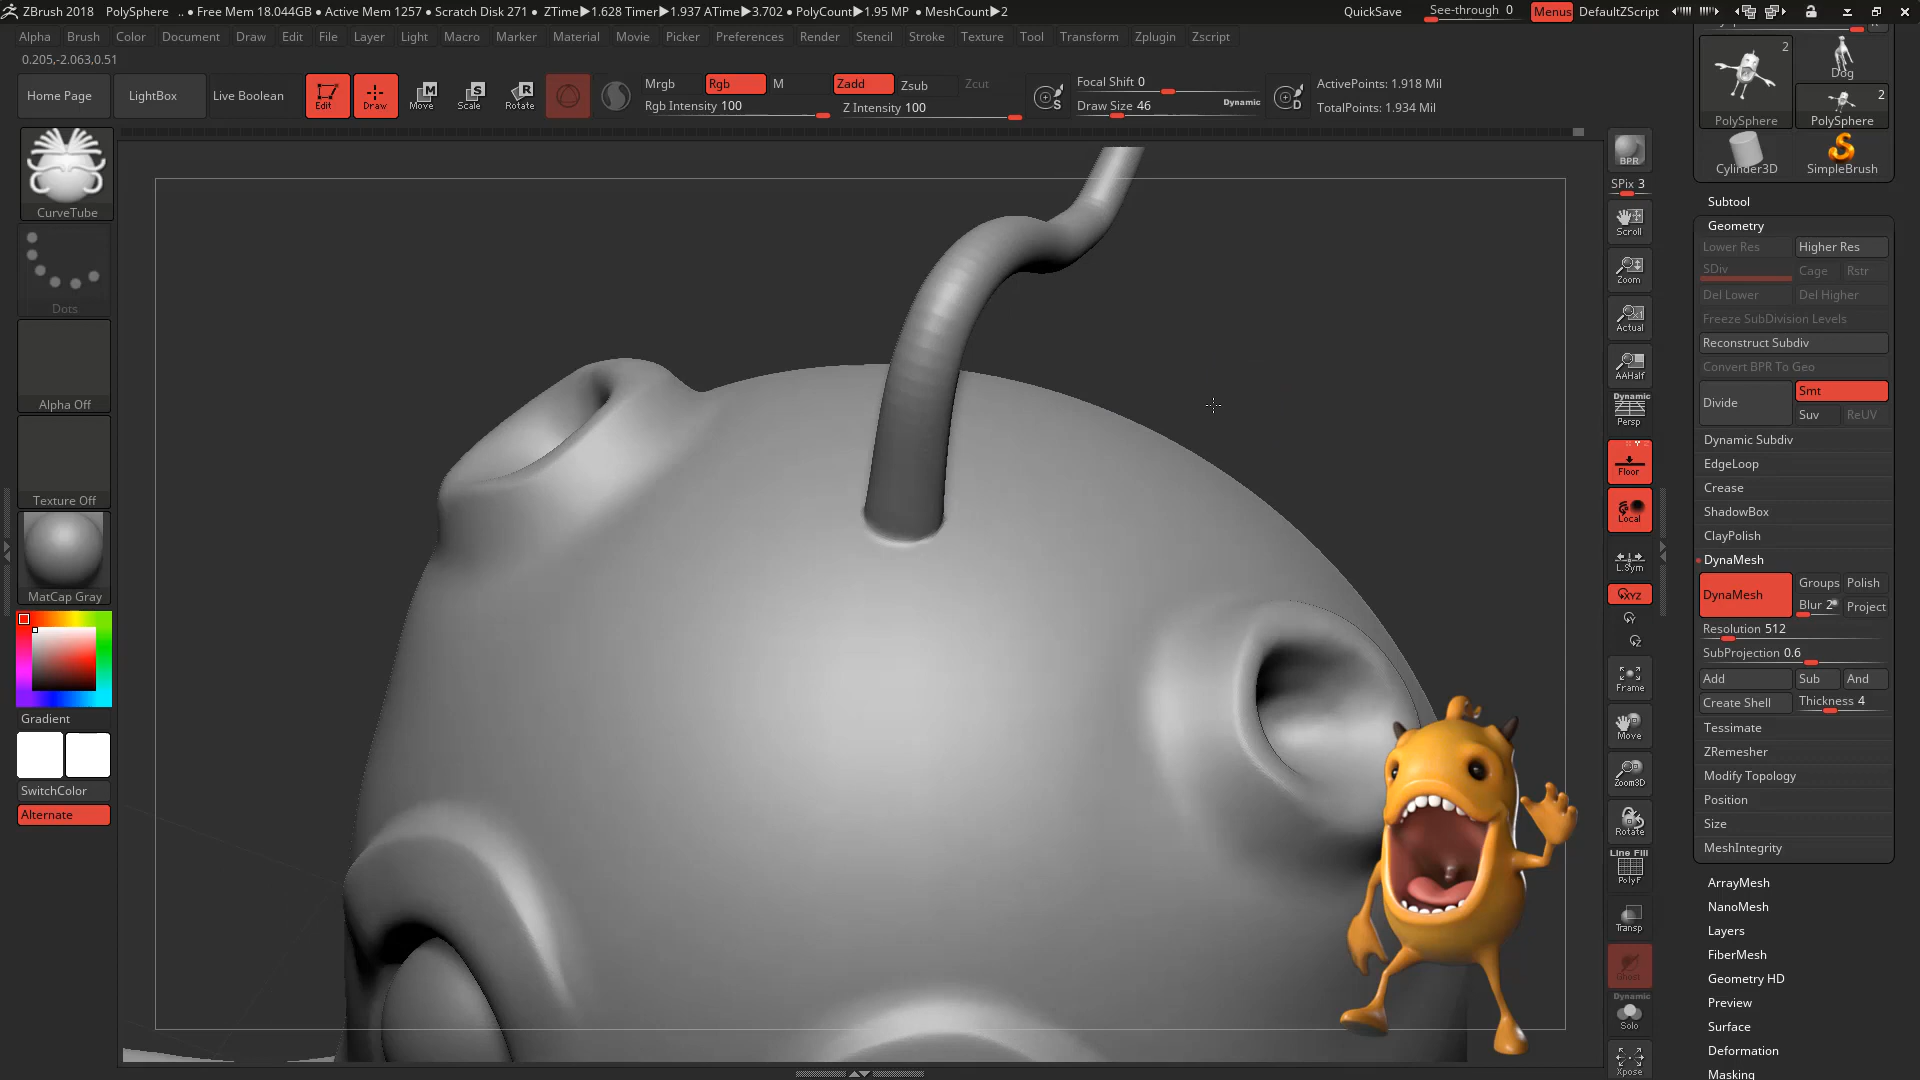 ZBrush 2018 PolySphere .. • Free Mem 18.044GB • Active Mem 1257 • Scratch Disk 271 • ZTime▶1.628 Timer▶1.937 ATime▶3.702 • PolyCount▶1.95 MP • MeshCount▶2 QuickSave See-through 0 Menus DefaultZScript
Alpha Brush Color Document Draw Edit File Layer Light Macro Marker Material Movie Picker Preferences Render Stencil Stroke Texture Tool Transform Zplugin Zscript
0.205,-2.063,0.51
Home Page LightBox Live Boolean Edit Draw Move Scale Rotate
Mrgb Rgb M Zadd Zsub Zcut
Rgb Intensity 100 Z Intensity 100
Focal Shift 0
Draw Size 46 Dynamic
S
D
ActivePoints: 1.918 Mil
TotalPoints: 1.934 Mil
CurveTube
Dots
Alpha Off
Texture Off
MatCap Gray
Gradient
SwitchColor
Alternate
BPR
SPix 3
Scroll
Zoom
Actual
AAHalf
Dynamic
Persp
Floor
Local
L.Sym
XYZ
Y
Z
Frame
Move
Zoom3D
Rotate
Line Fill
PolyF
Transp
Ghost
Dynamic
Solo
Xpose
2
PolySphere
Dog
2
PolySphere
Cylinder3D SimpleBrush
Subtool
Geometry
Lower Res Higher Res
SDiv Cage Rstr
Del Lower Del Higher
Freeze SubDivision Levels
Reconstruct Subdiv
Convert BPR To Geo
Divide Smt
Suv ReUV
Dynamic Subdiv
EdgeLoop
Crease
ShadowBox
ClayPolish
DynaMesh
DynaMesh Groups Polish
Blur 2 Project
Resolution 512
SubProjection 0.6
Add Sub And
Create Shell Thickness 4
Tessimate
ZRemesher
Modify Topology
Position
Size
MeshIntegrity
ArrayMesh
NanoMesh
Layers
FiberMesh
Geometry HD
Preview
Surface
Deformation
Masking